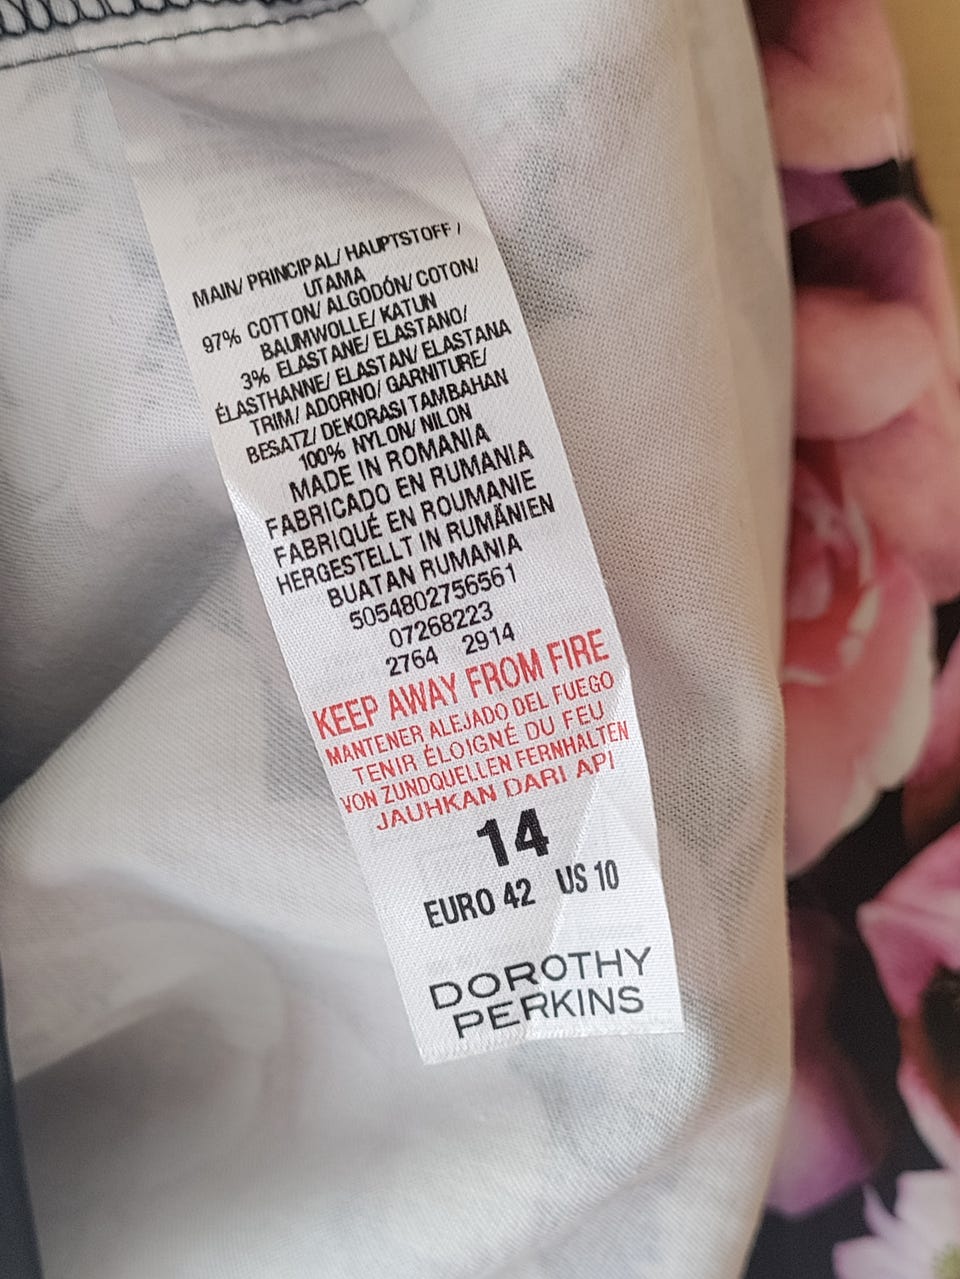 MAIN/ PRINCIPAL/ HAUPTSTOFF /
UTAMA
97% COTTON/ ALGODÓN/ COTON/
BAUMWOLLE/ KATUN
3% ELASTANE/ ELASTANO/
ÉLASTHANNE/ ELASTAN/ ELASTANA
TRIM/ ADORNO/ GARNITURE/
BESATZ/ DEKORASI TAMBAHAN
100% NYLON/ NILON
MADE IN ROMANIA
FABRICADO EN RUMANIA
FABRIQUÉ EN ROUMANIE
HERGESTELLT IN RUMÄNIEN
BUATAN RUMANIA
5054802756561
07268223
2764 2914
KEEP AWAY FROM FIRE
MANTENER ALEJADO DEL FUEGO
TENIR ÉLOIGNÉ DU FEU
VON ZUNDQUELLEN FERNHALTEN
JAUHKAN DARI API
14
EURO 42 US 10
DOROTHY
PERKINS